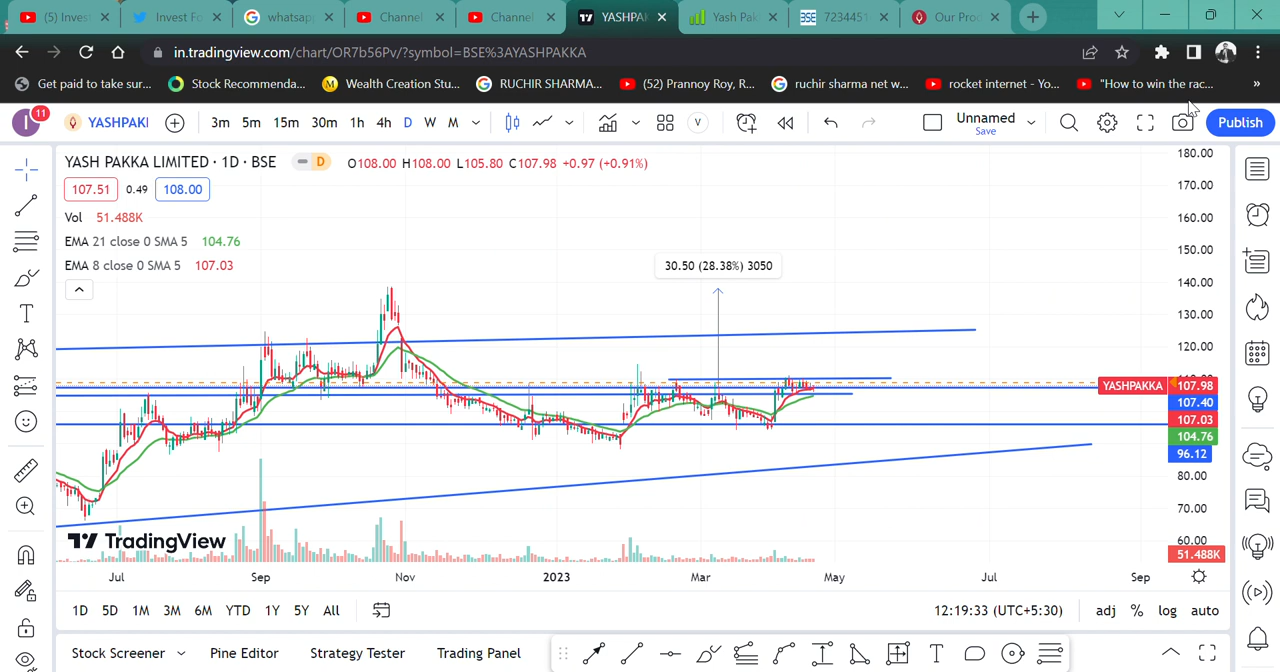 (5) Invest
Invest Fo
whatsapp
Channel
Channel
YASHPAK
Yash Pak
7234451
Our Proc
in.tradingview.com/chart/OR7b56Pv/?symbol=BSE%3AYASHPAKKA
Get paid to take sur... Stock Recommenda... Wealth Creation Stu... RUCHIR SHARMA... (52) Prannoy Roy, R... ruchir sharma net w... rocket internet - Yo... "How to win the rac... »
I 11 YASHPAKI 3m 5m 15m 30m 1h 4h D W M V Unnamed Save Publish
YASH PAKKA LIMITED · 1D · BSE D O108.00 H108.00 L105.80 C107.98 +0.97 (+0.91%)
107.51 0.49 108.00
Vol 51.488K
EMA 21 close 0 SMA 5 104.76
EMA 8 close 0 SMA 5 107.03
30.50 (28.38%) 3050
180.00
170.00
160.00
150.00
140.00
130.00
120.00
YASHPAKKA 107.98
107.40
107.03
104.76
96.12
80.00
70.00
60.00
51.488K
TradingView
Jul Sep Nov 2023 Mar May Jul Sep
1D 5D 1M 3M 6M YTD 1Y 5Y All 12:19:33 (UTC+5:30) adj % log auto
Stock Screener Pine Editor Strategy Tester Trading Panel